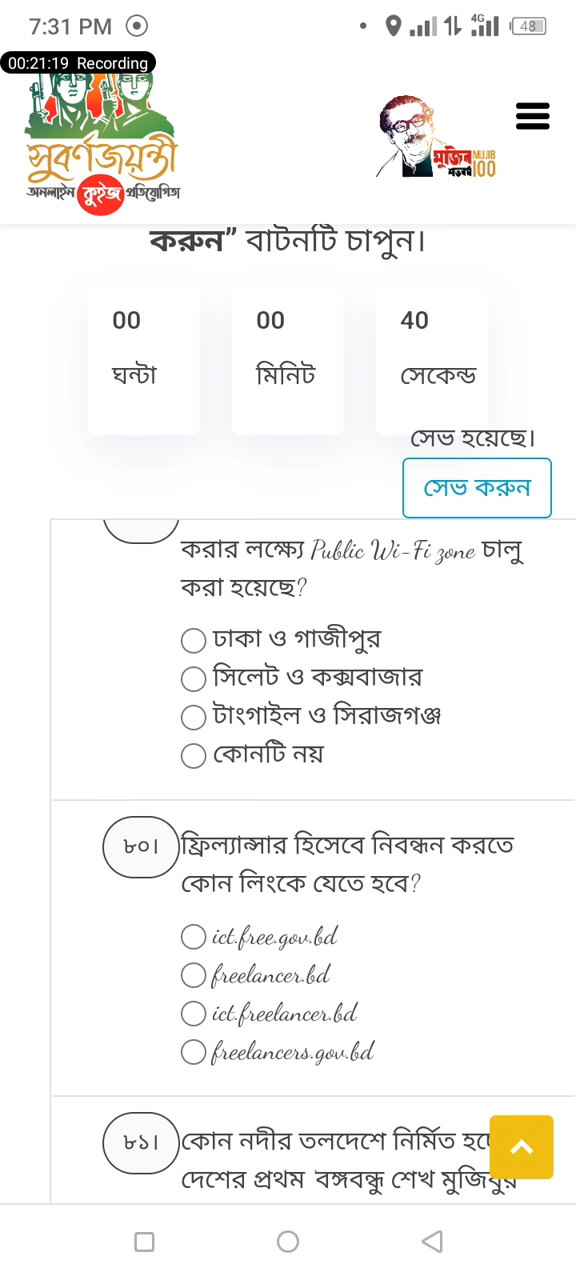 7:31 PM
4G
48
00:21:19 Recording
সুবর্ণজয়ন্তী
অনলাইন কুইজ প্রতিযোগিতা
মুজিব MUJIB
শতবর্ষ 100
করুন” বাটনটি চাপুন।
00 00 40
ঘন্টা মিনিট সেকেন্ড
সেভ হয়েছে।
সেভ করুন
করার লক্ষ্যে Public Wi-Fi zone চালু
করা হয়েছে?
ঢাকা ও গাজীপুর
সিলেট ও কক্সবাজার
টাংগাইল ও সিরাজগঞ্জ
কোনটি নয়
৮০। ফ্রিল্যান্সার হিসেবে নিবন্ধন করতে
কোন লিংকে যেতে হবে?
ict.free.gov.bd
freelancer.bd
ict.freelancer.bd
freelancers.gov.bd
৮১। কোন নদীর তলদেশে নির্মিত
দেশের প্রথম বঙ্গবন্ধু শেখ মুজিবুর